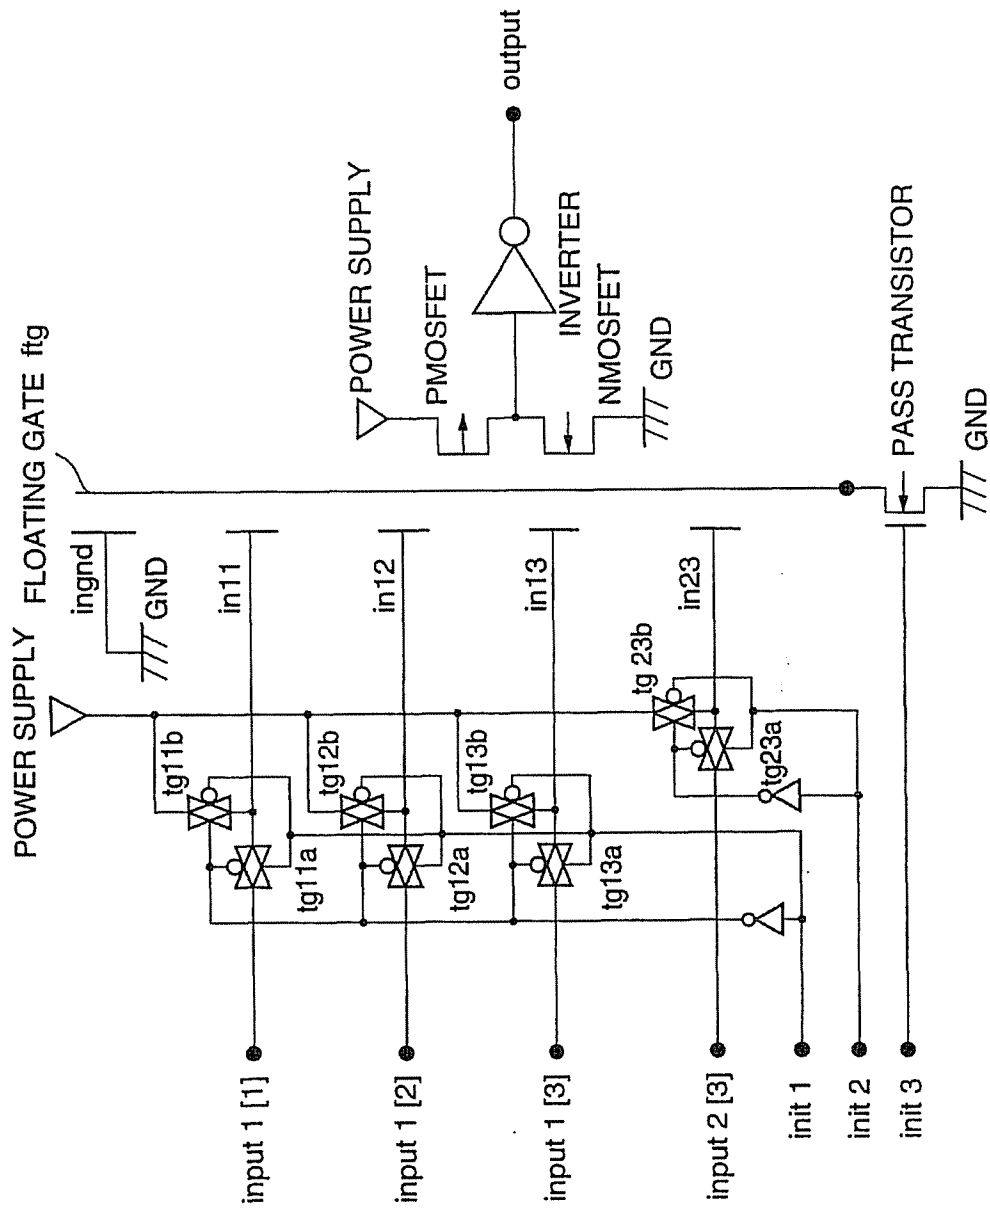 POWER SUPPLY
FLOATING GATE ftg
ingnd
GND
tg11b
in11
tg11a
input 1 [1]
tg12b
in12
tg12a
input 1 [2]
tg13b
in13
tg13a
input 1 [3]
tg 23b
in23
tg23a
input 2 [3]
init 1
init 2
init 3
POWER SUPPLY
PMOSFET
INVERTER
output
NMOSFET
GND
PASS TRANSISTOR
GND